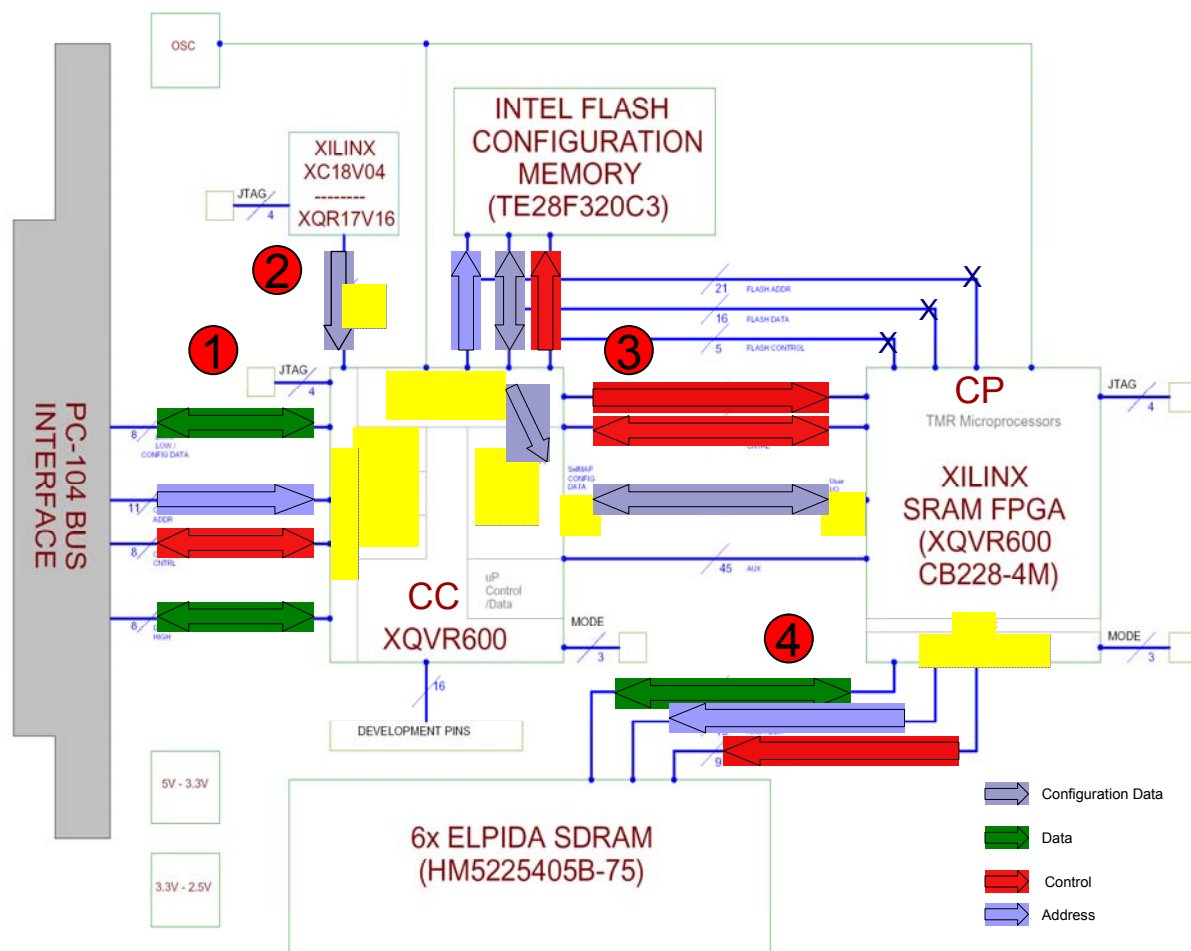 OSC
INTEL FLASH
CONFIGURATION
MEMORY
(TE28F320C3)
XILINX
XC18V04
--------
XQR17V16
JTAG
4
2
21
FLASH ADDR
16
FLASH DATA
5
FLASH CONTROL
X
X
X
1
3
JTAG
4
CP
TMR Microprocessors
JTAG
4
PC-104 BUS
INTERFACE
8
LOW /
CONFIG DATA
CNTRL
SelMAP
CONFIG
DATA
User
I/O
XILINX
SRAM FPGA
(XQVR600
CB228-4M)
11
ADDR
8
CNTRL
45
AUX
uP
Control
/Data
CC
XQVR600
8
HIGH
MODE
3
4
MODE
3
16
DEVELOPMENT PINS
9
5V - 3.3V
3.3V - 2.5V
6x ELPIDA SDRAM
(HM5225405B-75)
Configuration Data
Data
Control
Address